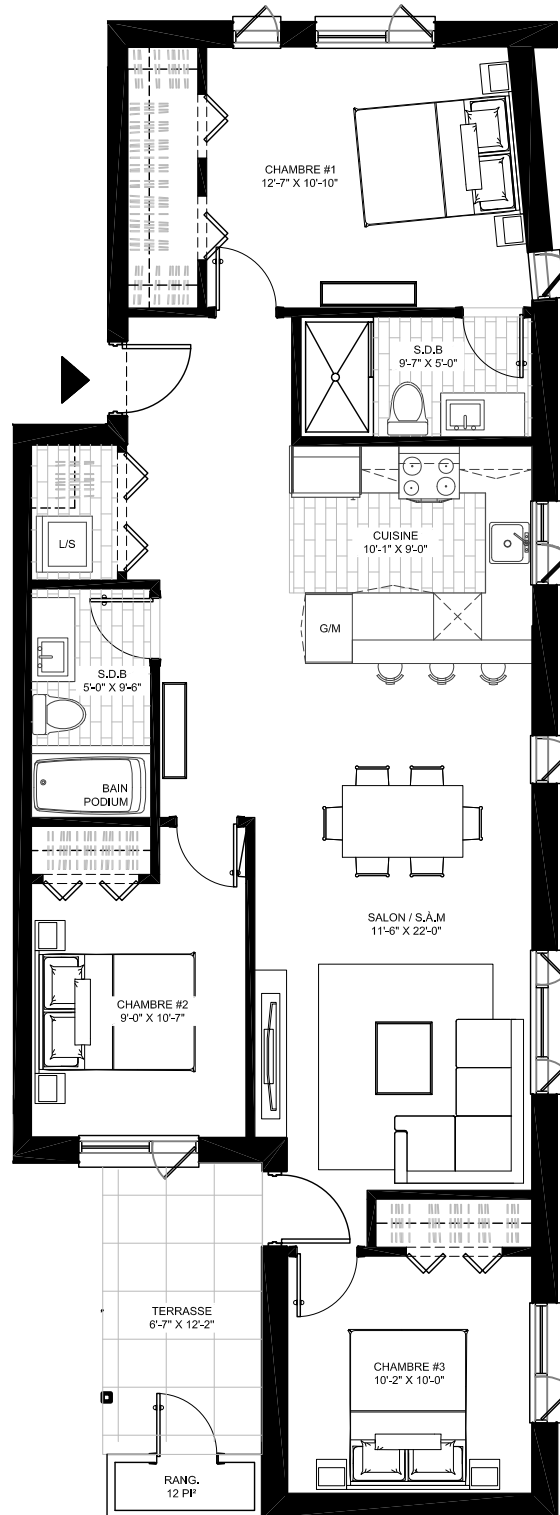 CHAMBRE #1
12'-7" X 10'-10"
S.D.B
9'-7" X 5'-0"
CUISINE
10'-1" X 9'-0"
L/S
G/M
S.D.B
5'-0" X 9'-6"
BAIN
PODIUM
SALON / S.À.M
11'-6" X 22'-0"
CHAMBRE #2
9'-0" X 10'-7"
TERRASSE
6'-7" X 12'-2"
CHAMBRE #3
10'-2" X 10'-0"
RANG.
12 PI²